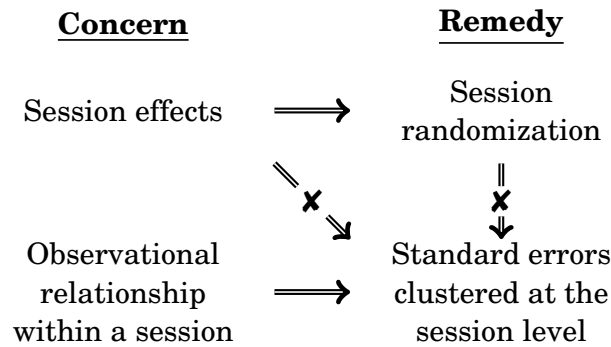 Concern
Remedy
Session effects
Session
randomization
✘
✘
Observational
relationship
within a session
Standard errors
clustered at the
session level